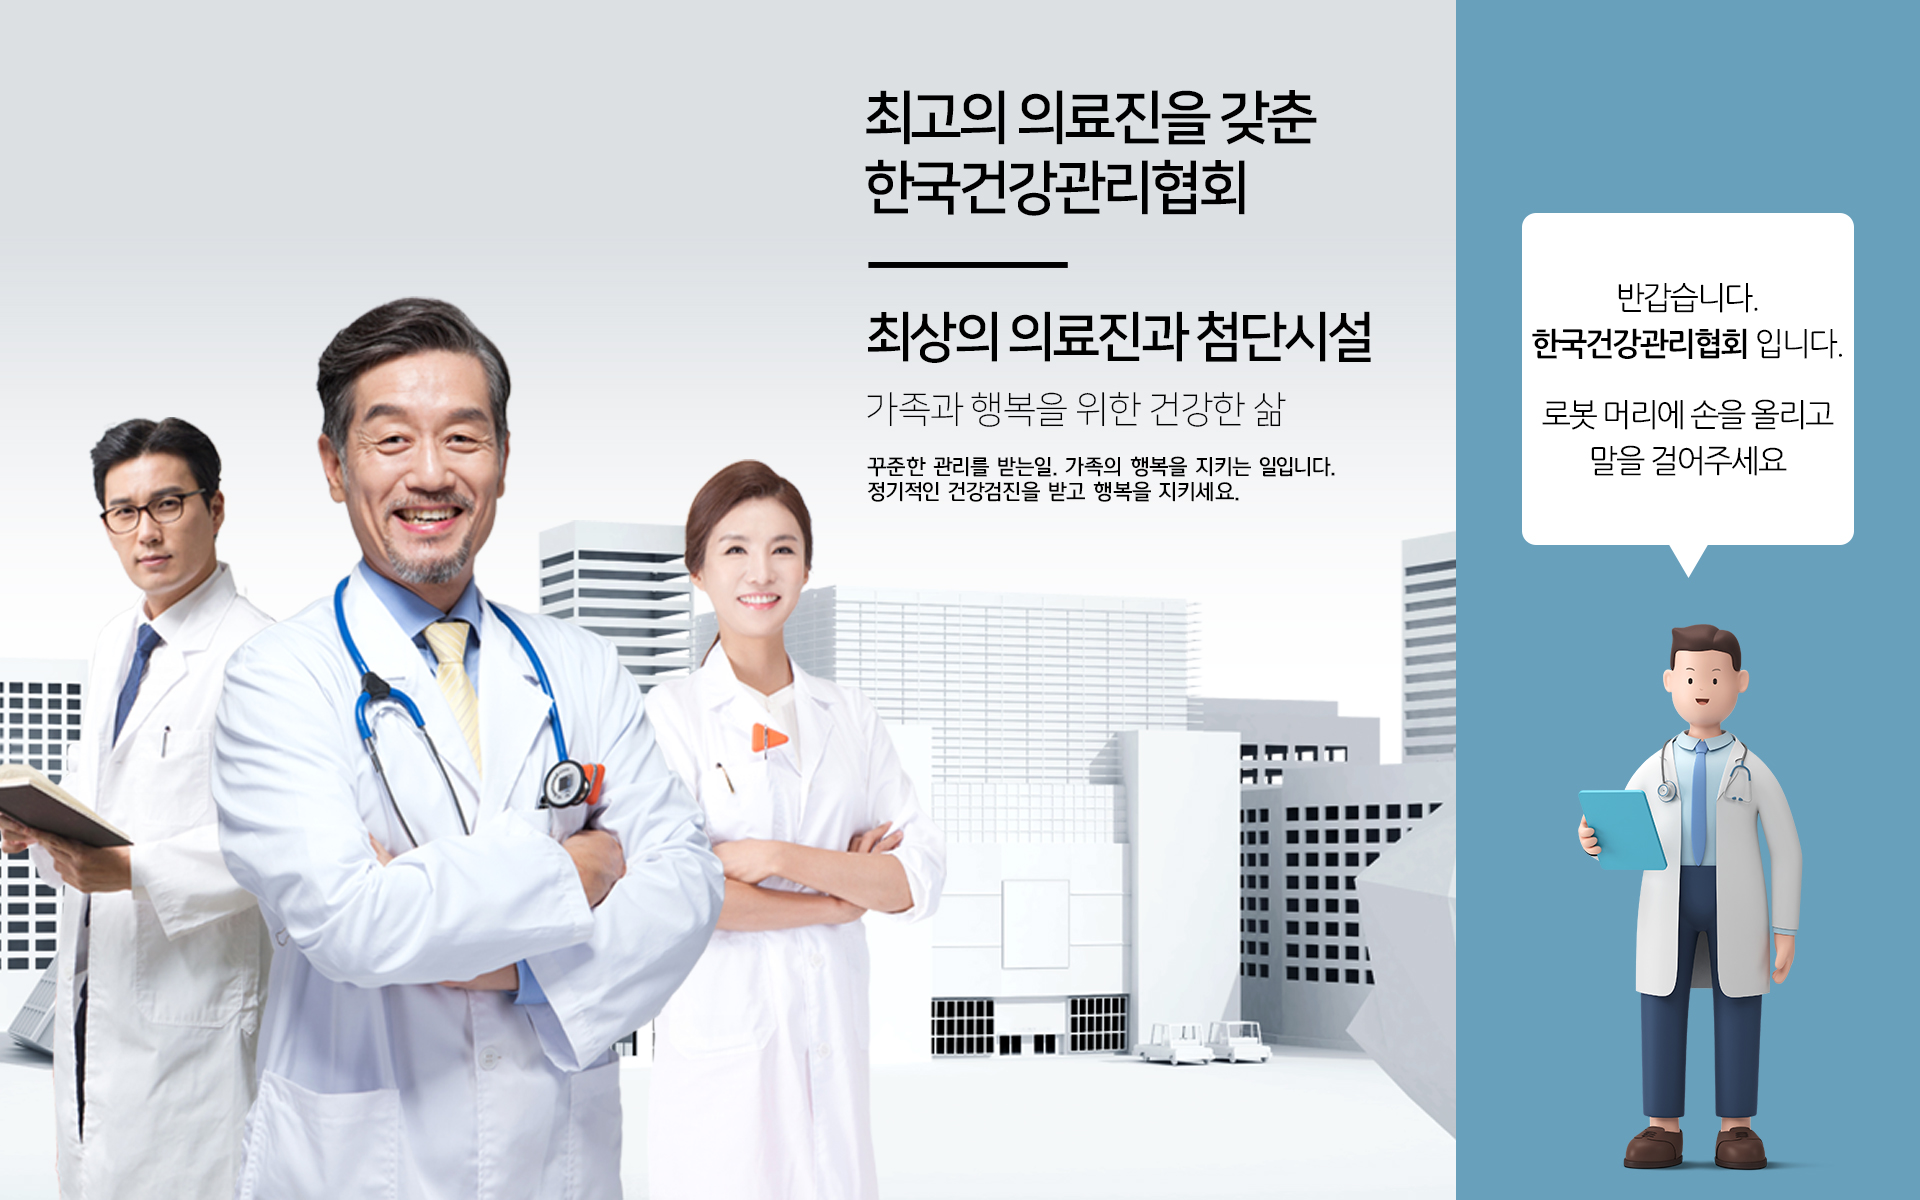 최고의 의료진을 갖춘
한국건강관리협회
최상의 의료진과 첨단시설
가족과 행복을 위한 건강한 삶
꾸준한 관리를 받는일. 가족의 행복을 지키는 일입니다.
정기적인 건강검진을 받고 행복을 지키세요.
반갑습니다.
한국건강관리협회 입니다.
로봇 머리에 손을 올리고
말을 걸어주세요